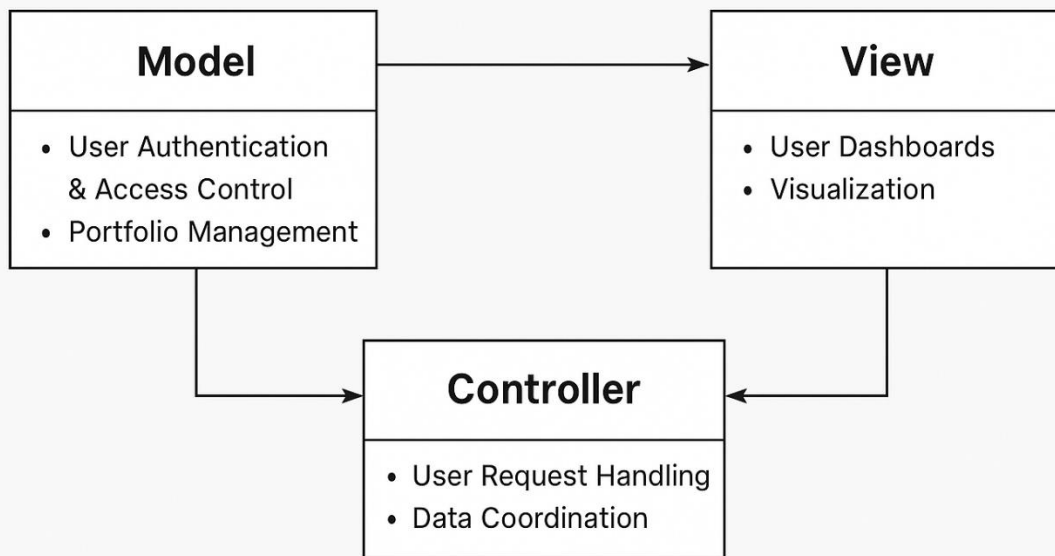 Model
• User Authentication
& Access Control
• Portfolio Management
View
• User Dashboards
• Visualization
Controller
• User Request Handling
• Data Coordination